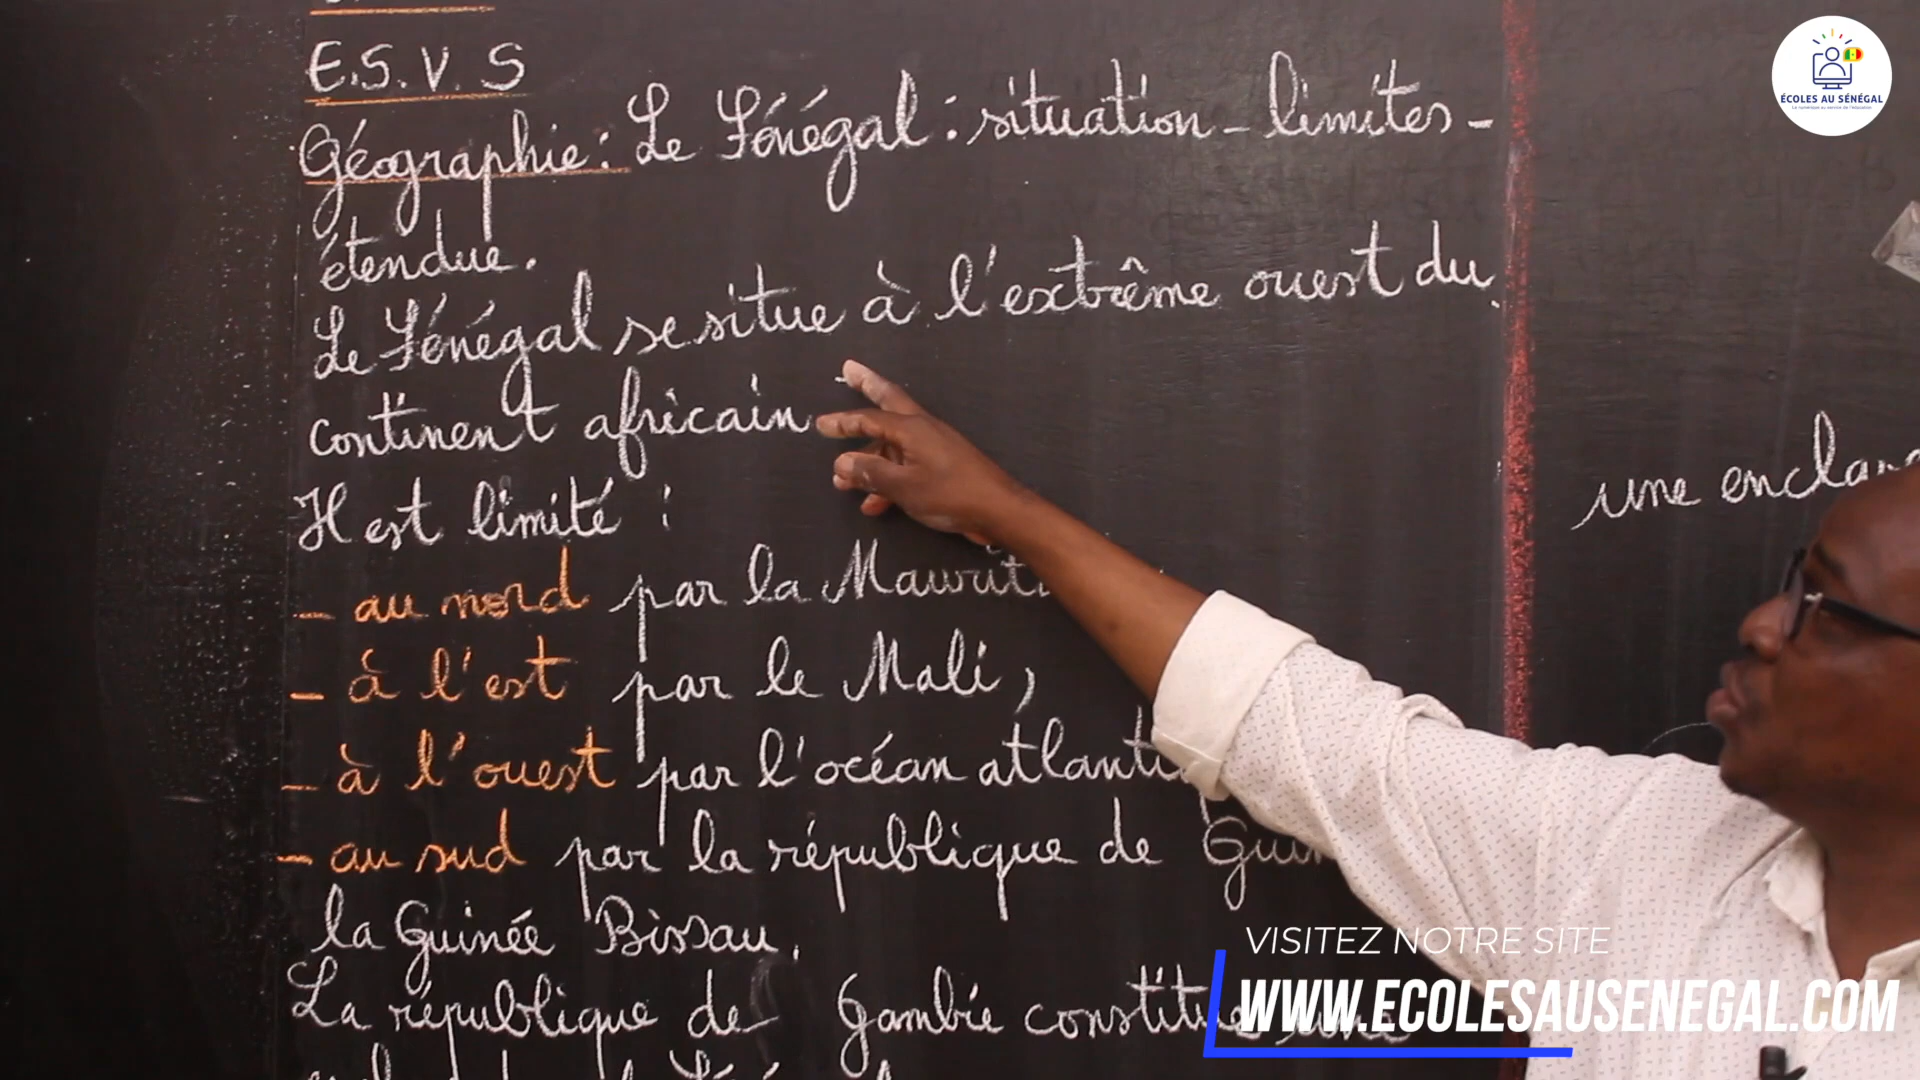 E.S.V.S
Géographie : Le Sénégal : situation - limites -
étendue.
Le Sénégal se situe à l'extrême ouest du
continent africain
Il est limité :
- au nord par la
- à l'est par le Mali,
- à l'ouest par l'océan
- au sud par la république de
la Guinée Bissau.
La république de Gambie constitue une
une
ÉCOLES AU SÉNÉGAL
VISITEZ NOTRE SITE
WWW.ECOLESAUSENEGAL.COM